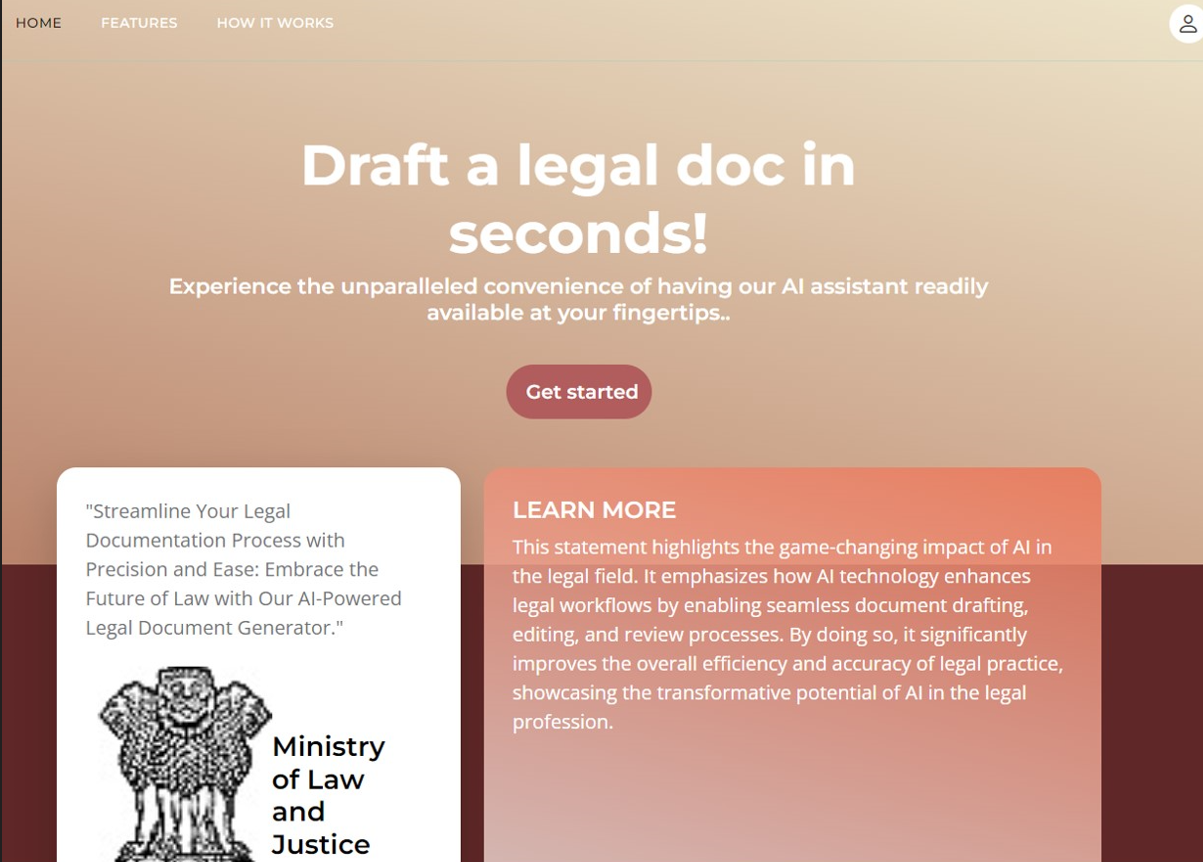 HOME FEATURES HOW IT WORKS
Draft a legal doc in
seconds!
Experience the unparalleled convenience of having our AI assistant readily
available at your fingertips..
Get started
"Streamline Your Legal
Documentation Process with
Precision and Ease: Embrace the
Future of Law with Our AI-Powered
Legal Document Generator."
Ministry
of Law
and
Justice
LEARN MORE
This statement highlights the game-changing impact of AI in
the legal field. It emphasizes how AI technology enhances
legal workflows by enabling seamless document drafting,
editing, and review processes. By doing so, it significantly
improves the overall efficiency and accuracy of legal practice,
showcasing the transformative potential of AI in the legal
profession.